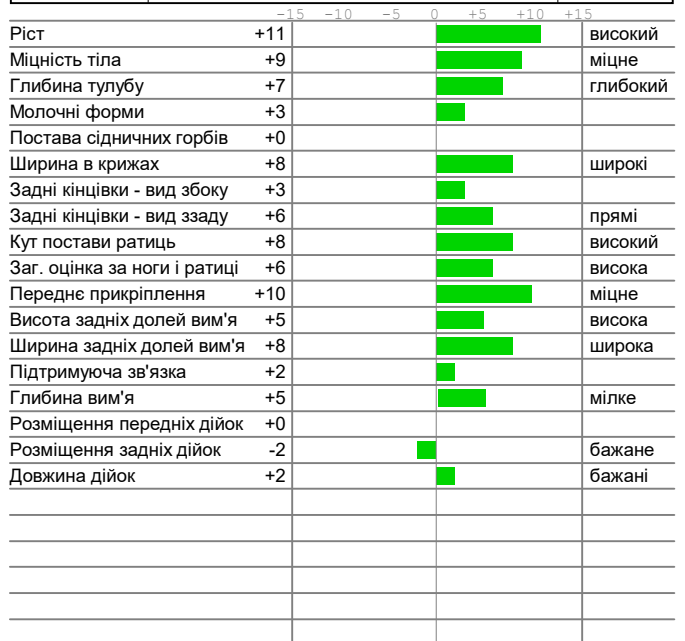 -15 -10 -5 0 +5 +10 +15
Ріст +11 високий
Міцність тіла +9 міцне
Глибина тулубу +7 глибокий
Молочні форми +3
Постава сідничних горбів +0
Ширина в крижах +8 широкі
Задні кінцівки - вид збоку +3
Задні кінцівки - вид ззаду +6 прямі
Кут постави ратиць +8 високий
Заг. оцінка за ноги і ратиці +6 висока
Переднє прикріплення +10 міцне
Висота задніх долей вим'я +5 висока
Ширина задніх долей вим'я +8 широка
Підтримуюча зв'язка +2
Глибина вим'я +5 мілке
Розміщення передніх дійок +0
Розміщення задніх дійок -2 бажане
Довжина дійок +2 бажані